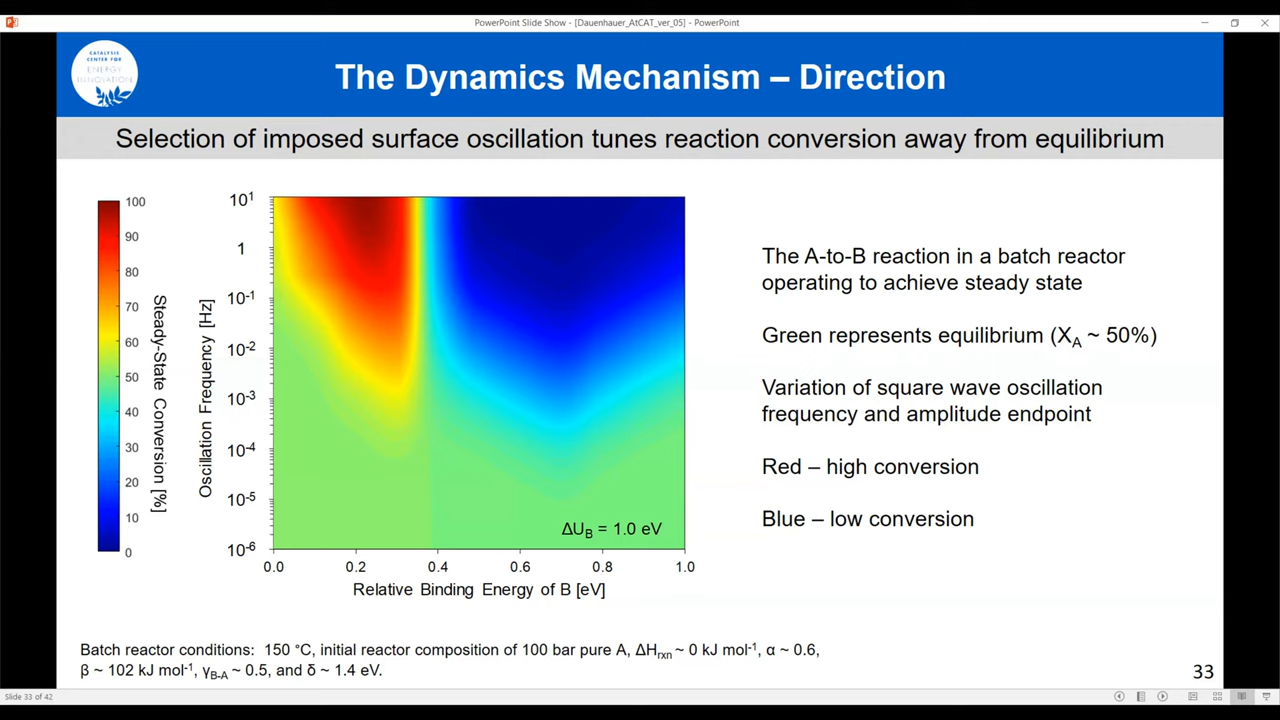 PowerPoint Slide Show - [Dauenhauer_AtCAT_ver_05] - PowerPoint
CATALYSIS
CENTER FOR
ENERGY
INNOVATION
The Dynamics Mechanism – Direction
Selection of imposed surface oscillation tunes reaction conversion away from equilibrium
100
90
80
70
60
50
40
30
20
10
0
Steady-State Conversion [%]
Oscillation Frequency [Hz]
10¹
1
10⁻¹
10⁻²
10⁻³
10⁻⁴
10⁻⁵
10⁻⁶
ΔU_B = 1.0 eV
0.0 0.2 0.4 0.6 0.8 1.0
Relative Binding Energy of B [eV]
The A-to-B reaction in a batch reactor
operating to achieve steady state
Green represents equilibrium (X_A ~ 50%)
Variation of square wave oscillation
frequency and amplitude endpoint
Red – high conversion
Blue – low conversion
Batch reactor conditions: 150 °C, initial reactor composition of 100 bar pure A, ΔH_rxn ~ 0 kJ mol⁻¹, α ~ 0.6,
β ~ 102 kJ mol⁻¹, γ_B-A ~ 0.5, and δ ~ 1.4 eV.
33
Slide 33 of 42